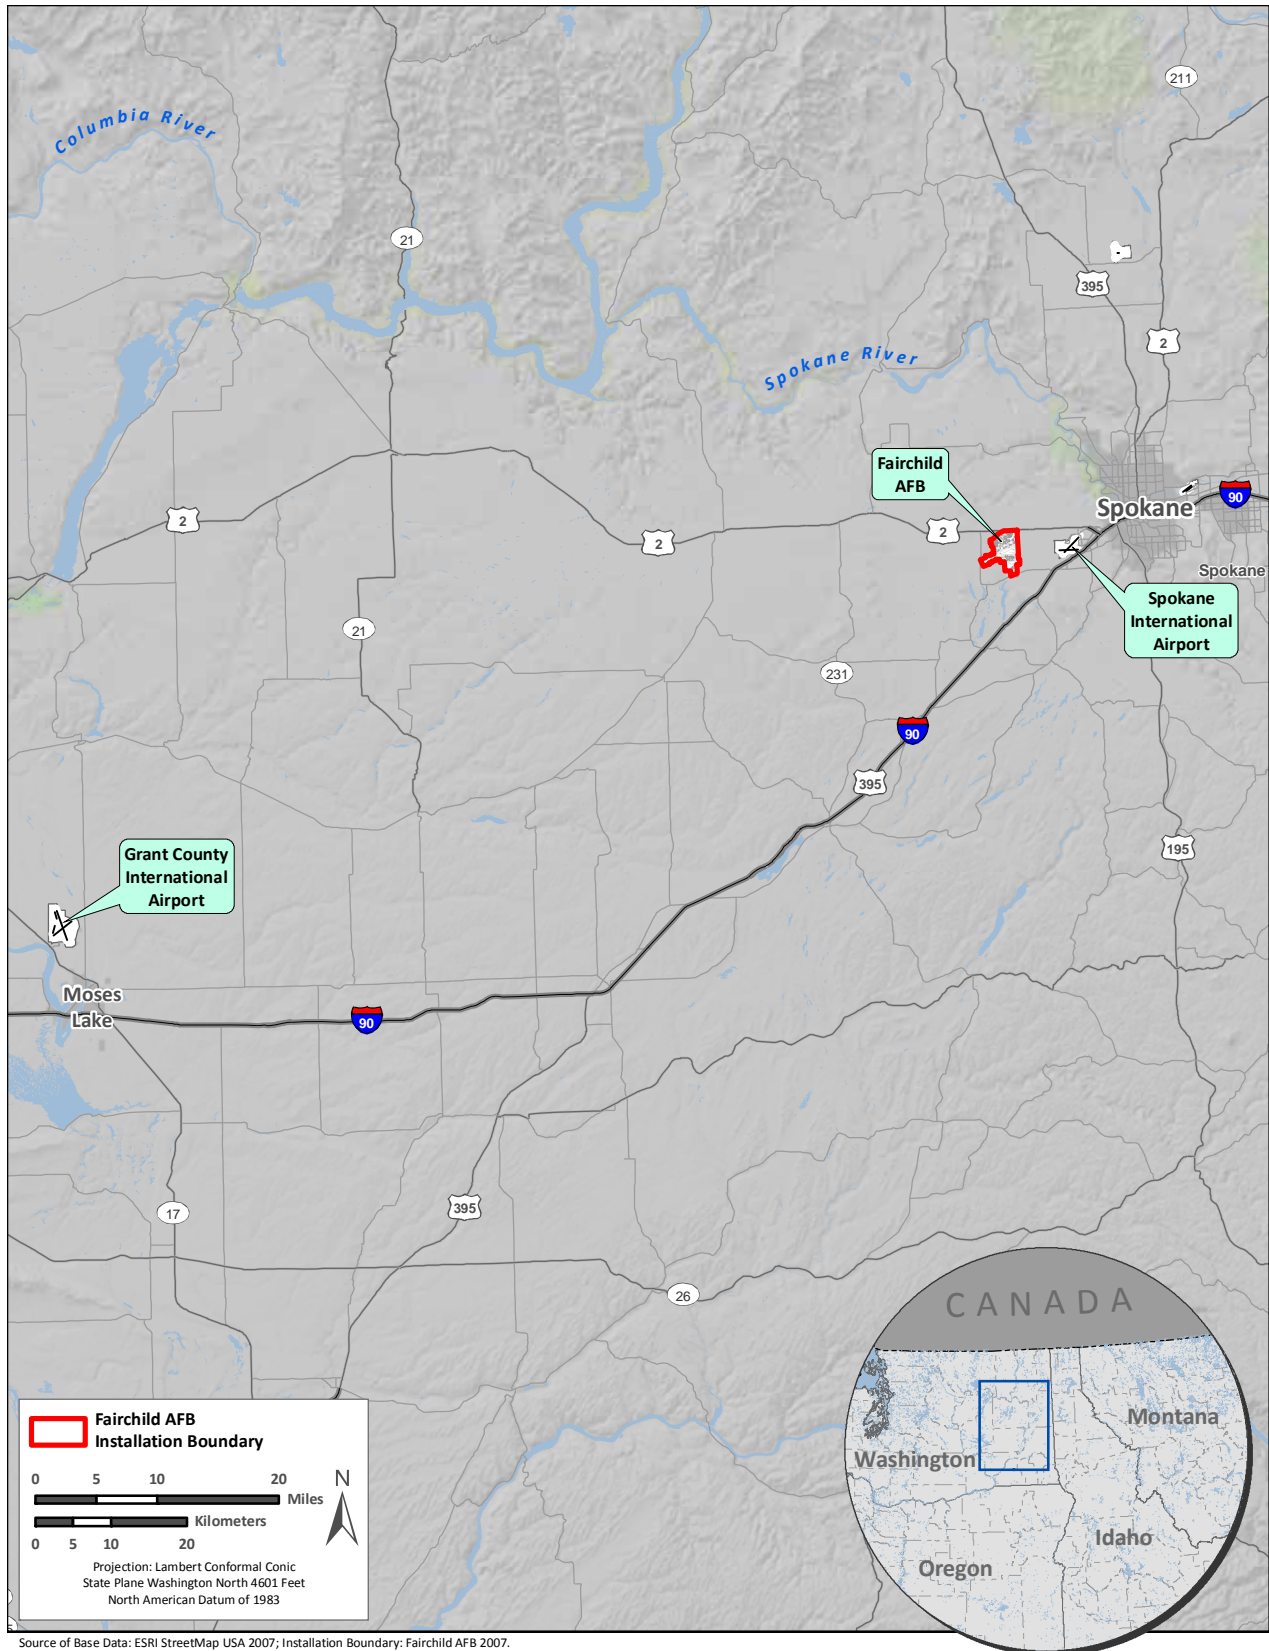 211
Columbia River
21
395
2
Spokane River
Fairchild
AFB
90
Spokane
2
2
2
Spokane
Spokane
International
Airport
21
231
90
395
195
Grant County
International
Airport
Moses
Lake
90
17
395
26
CANADA
Montana
Washington
Idaho
Oregon
Fairchild AFB
Installation Boundary
0 5 10 20
Miles
N
Kilometers
0 5 10 20
Projection: Lambert Conformal Conic
State Plane Washington North 4601 Feet
North American Datum of 1983
Source of Base Data: ESRI StreetMap USA 2007; Installation Boundary: Fairchild AFB 2007.